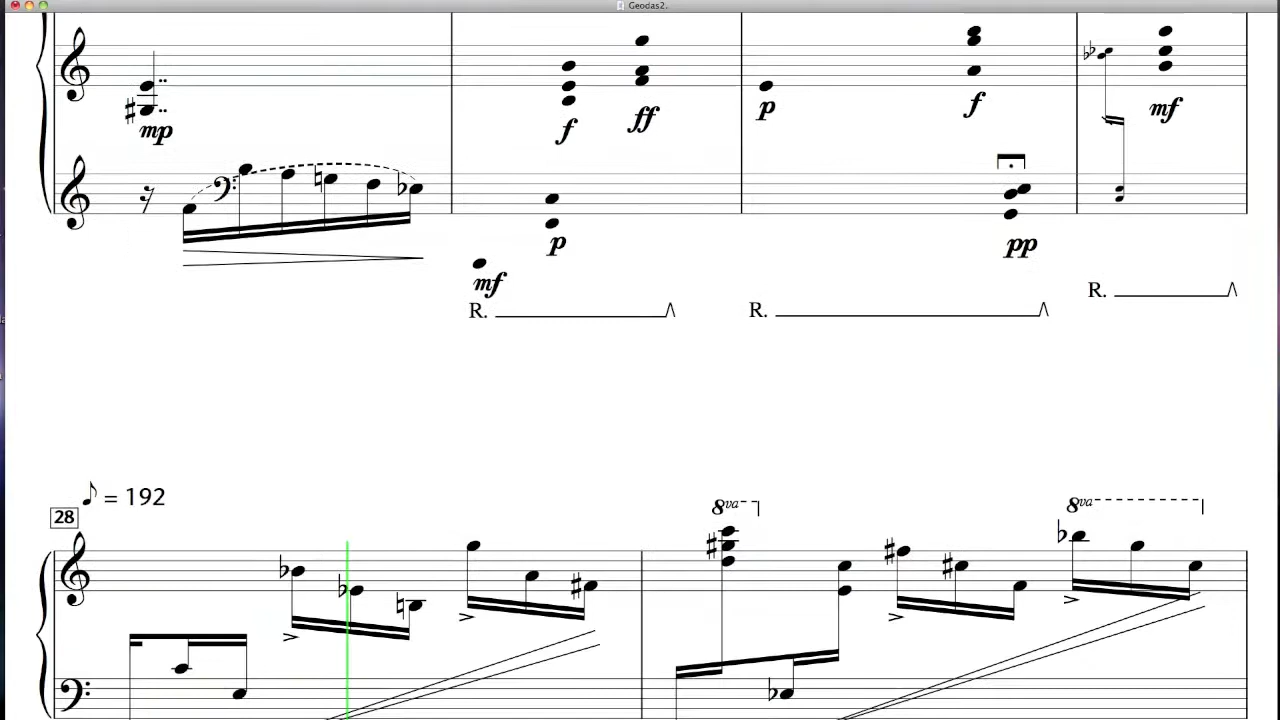 Geodas2..
mp
f
ff
p
f
mf
p
pp
mf
R.
R.
R.
♪ = 192
28
8va
8va